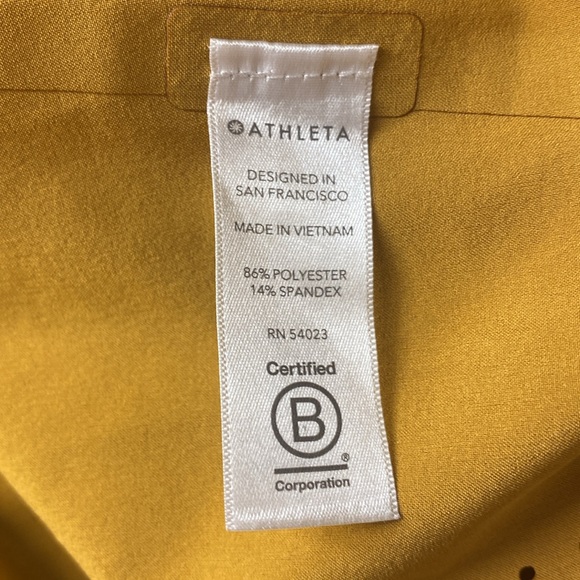 ATHLETA
DESIGNED IN
SAN FRANCISCO
MADE IN VIETNAM
86% POLYESTER
14% SPANDEX
RN 54023
Certified
B
®
Corporation